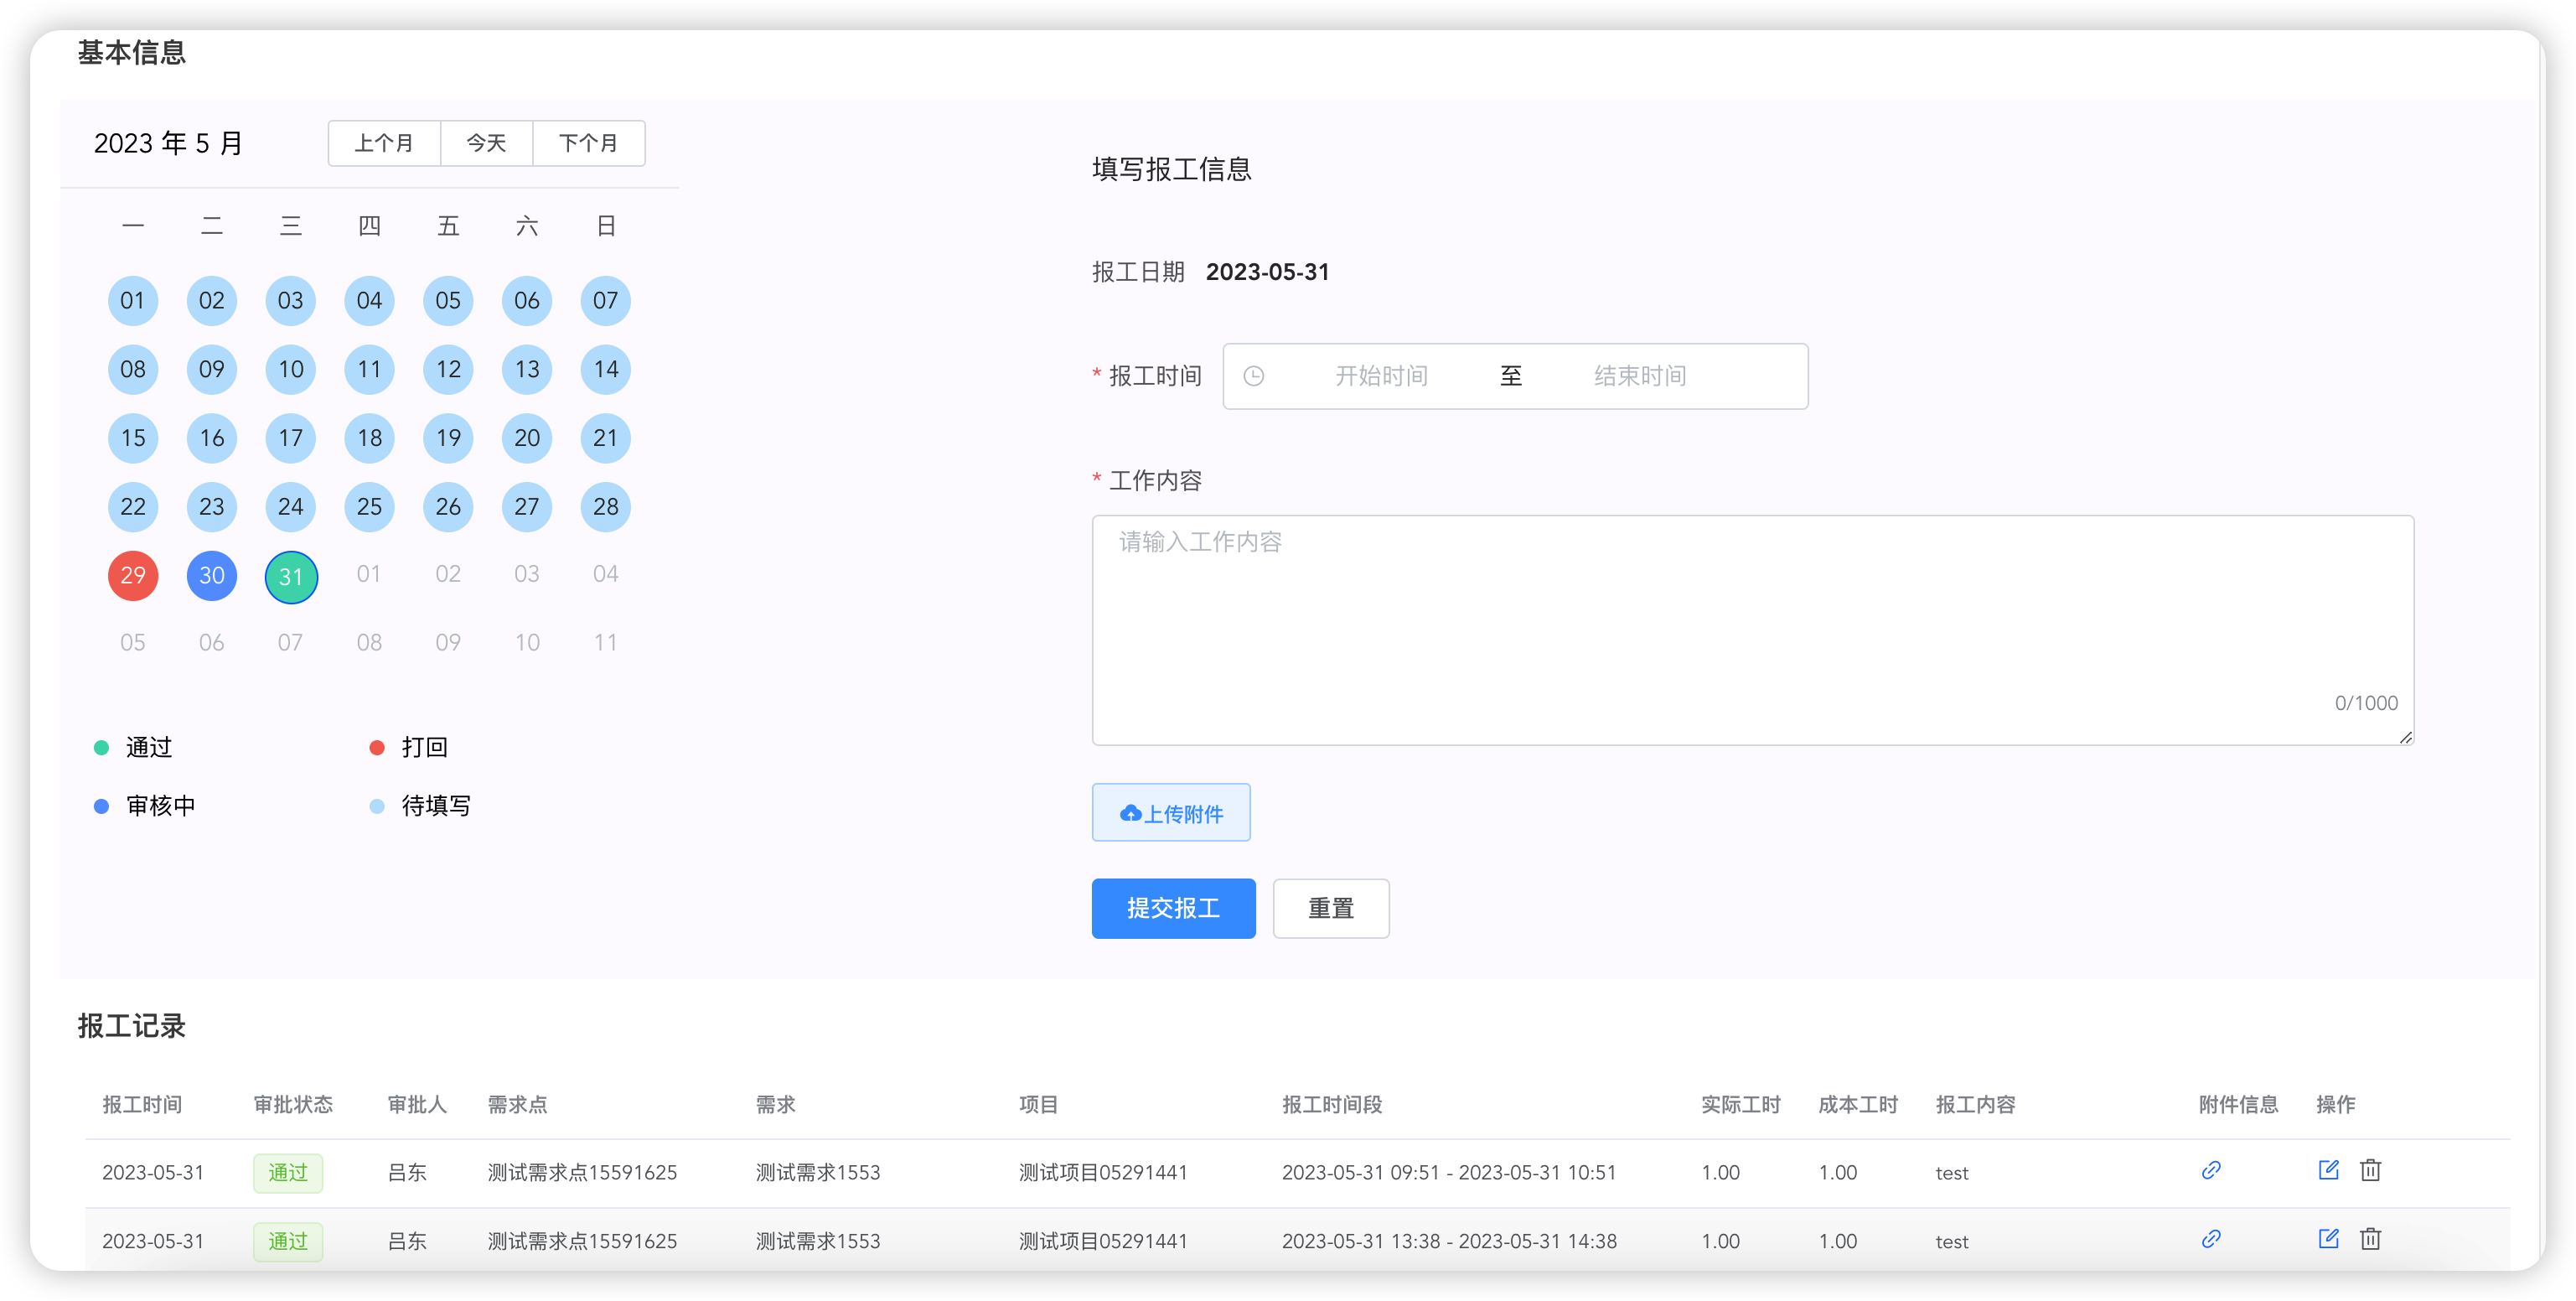 基本信息
2023 年 5 月 上个月 今天 下个月
一 二 三 四 五 六 日
01 02 03 04 05 06 07
08 09 10 11 12 13 14
15 16 17 18 19 20 21
22 23 24 25 26 27 28
29 30 31 01 02 03 04
05 06 07 08 09 10 11
通过 打回
审核中 待填写
填写报工信息
报工日期 2023-05-31
* 报工时间 开始时间 至 结束时间
* 工作内容
请输入工作内容
0/1000
上传附件
提交报工 重置
报工记录
报工时间 审批状态 审批人 需求点 需求 项目 报工时间段 实际工时 成本工时 报工内容 附件信息 操作
2023-05-31 通过 吕东 测试需求点15591625 测试需求1553 测试项目05291441 2023-05-31 09:51 - 2023-05-31 10:51 1.00 1.00 test
2023-05-31 通过 吕东 测试需求点15591625 测试需求1553 测试项目05291441 2023-05-31 13:38 - 2023-05-31 14:38 1.00 1.00 test